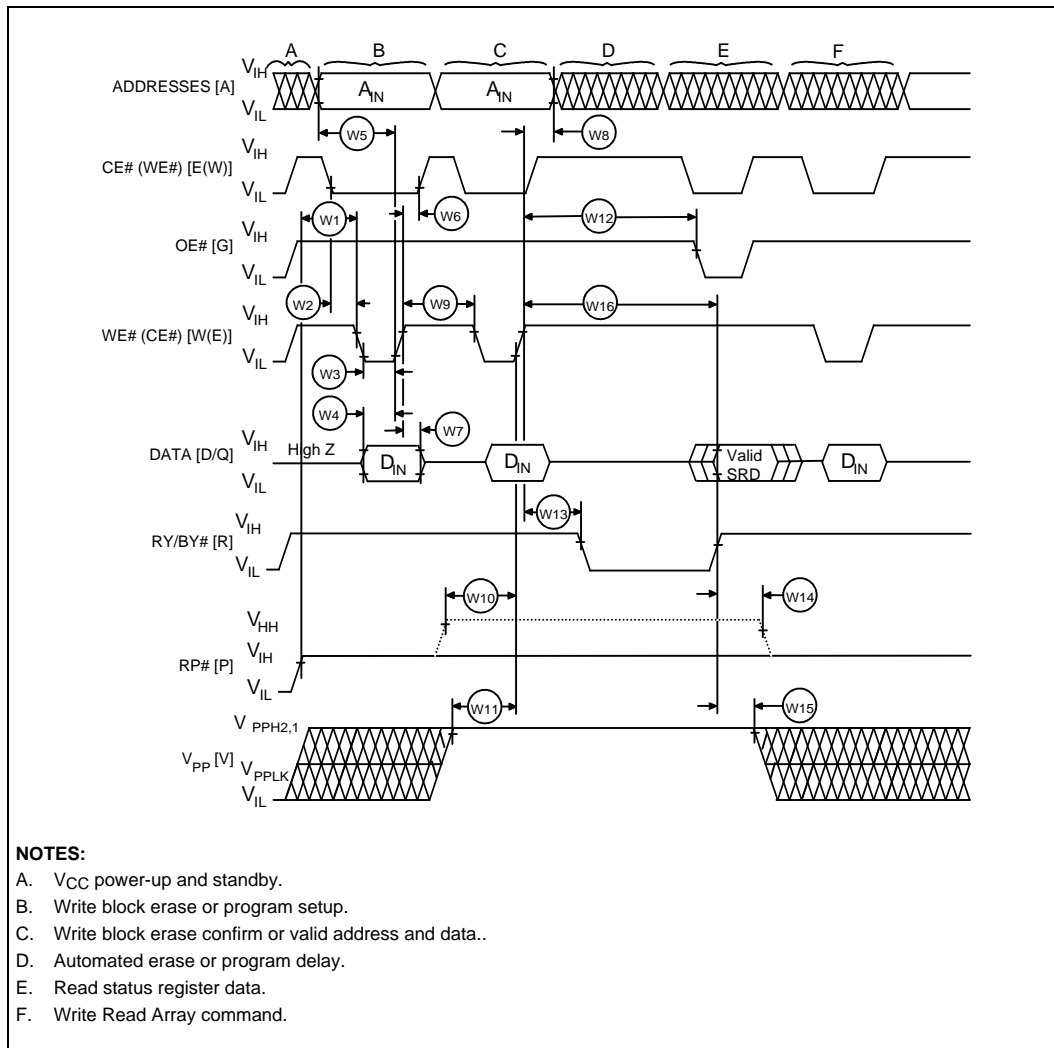 A B C D E F
ADDRESSES [A] VIH VIL AIN AIN
W5 W8
CE# (WE#) [E(W)] VIH VIL
W6
W1 W12
OE# [G] VIH VIL
W2 W9 W16
WE# (CE#) [W(E)] VIH VIL
W3
W4 W7
DATA [D/Q] VIH VIL High Z DIN DIN Valid SRD DIN
W13
RY/BY# [R] VIH VIL
W10 W14
RP# [P] VHH VIH VIL
W11 W15
VPP [V] V PPH2,1 VPPLK VIL
NOTES:
A. VCC power-up and standby.
B. Write block erase or program setup.
C. Write block erase confirm or valid address and data..
D. Automated erase or program delay.
E. Read status register data.
F. Write Read Array command.